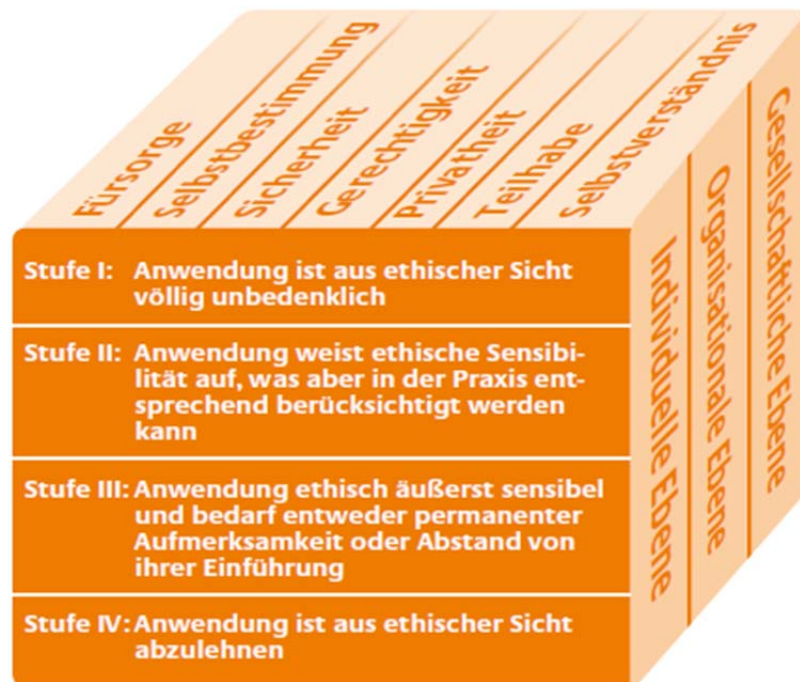 Fürsorge
Selbstbestimmung
Sicherheit
Gerechtigkeit
Privatheit
Teilhabe
Selbstverständnis
Stufe I: Anwendung ist aus ethischer Sicht
völlig unbedenklich
Stufe II: Anwendung weist ethische Sensibi-
lität auf, was aber in der Praxis ent-
sprechend berücksichtigt werden
kann
Stufe III: Anwendung ethisch äußerst sensibel
und bedarf entweder permanenter
Aufmerksamkeit oder Abstand von
ihrer Einführung
Stufe IV: Anwendung ist aus ethischer Sicht
abzulehnen
Individuelle Ebene
Organisationale Ebene
Gesellschaftliche Ebene